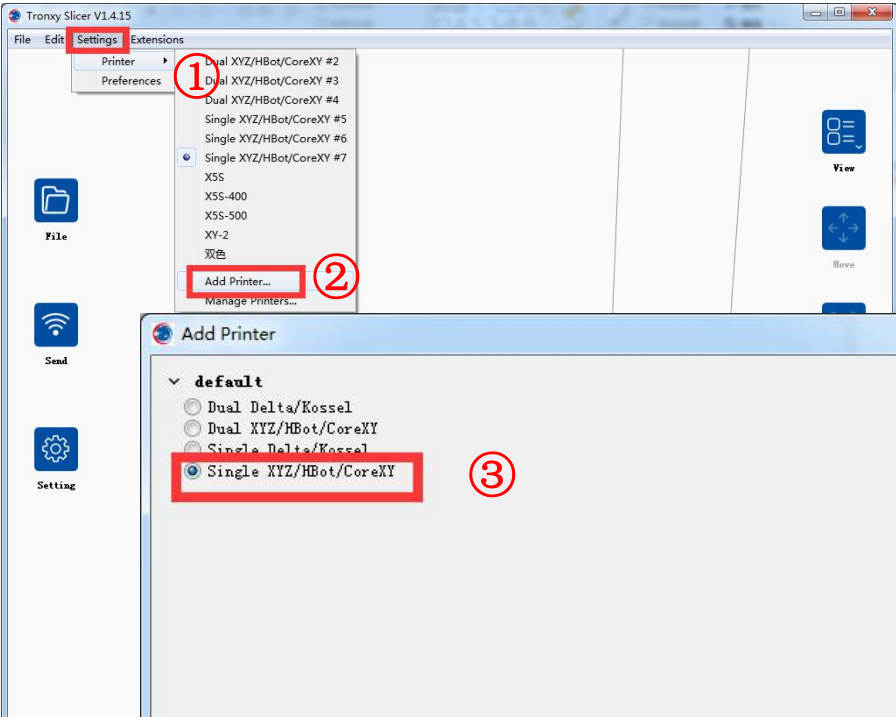 Tronxy Slicer V1.4.15
File Edit Settings Extensions
Printer
Preferences
①
Dual XYZ/HBot/CoreXY #2
Dual XYZ/HBot/CoreXY #3
Dual XYZ/HBot/CoreXY #4
Single XYZ/HBot/CoreXY #5
Single XYZ/HBot/CoreXY #6
Single XYZ/HBot/CoreXY #7
X5S
X5S-400
X5S-500
XY-2
双色
Add Printer...
②
Manage Printers...
File
Send
Setting
View
Move
Add Printer
default
Dual Delta/Kossel
Dual XYZ/HBot/CoreXY
Single Delta/Kossel
Single XYZ/HBot/CoreXY
③